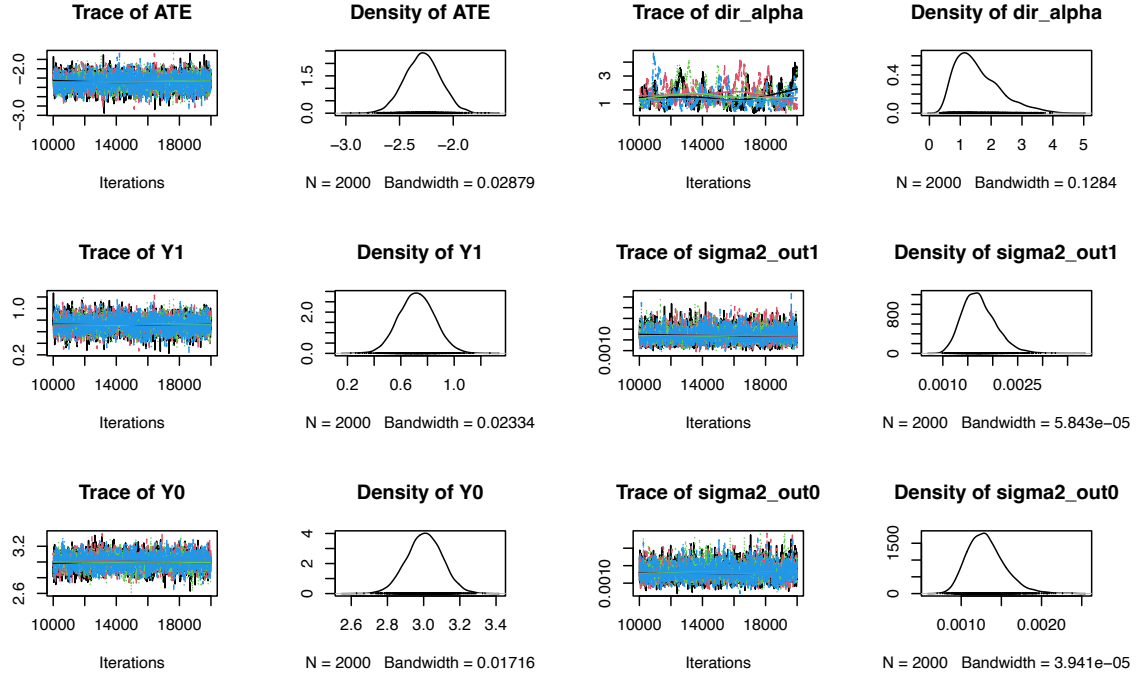 Trace of ATE
−3.0 −2.0
10000 14000 18000
Iterations
Density of ATE
0.0 1.5
−3.0 −2.5 −2.0
N = 2000 Bandwidth = 0.02879
Trace of dir_alpha
1 3
10000 14000 18000
Iterations
Density of dir_alpha
0.0 0.4
0 1 2 3 4 5
N = 2000 Bandwidth = 0.1284
Trace of Y1
0.2 1.0
10000 14000 18000
Iterations
Density of Y1
0.0 2.0
0.2 0.6 1.0
N = 2000 Bandwidth = 0.02334
Trace of sigma2_out1
0.0010
10000 14000 18000
Iterations
Density of sigma2_out1
0 800
0.0010 0.0025
N = 2000 Bandwidth = 5.843e−05
Trace of Y0
2.6 3.2
10000 14000 18000
Iterations
Density of Y0
0 2 4
2.6 2.8 3.0 3.2 3.4
N = 2000 Bandwidth = 0.01716
Trace of sigma2_out0
0.0010
10000 14000 18000
Iterations
Density of sigma2_out0
0 1500
0.0010 0.0020
N = 2000 Bandwidth = 3.941e−05